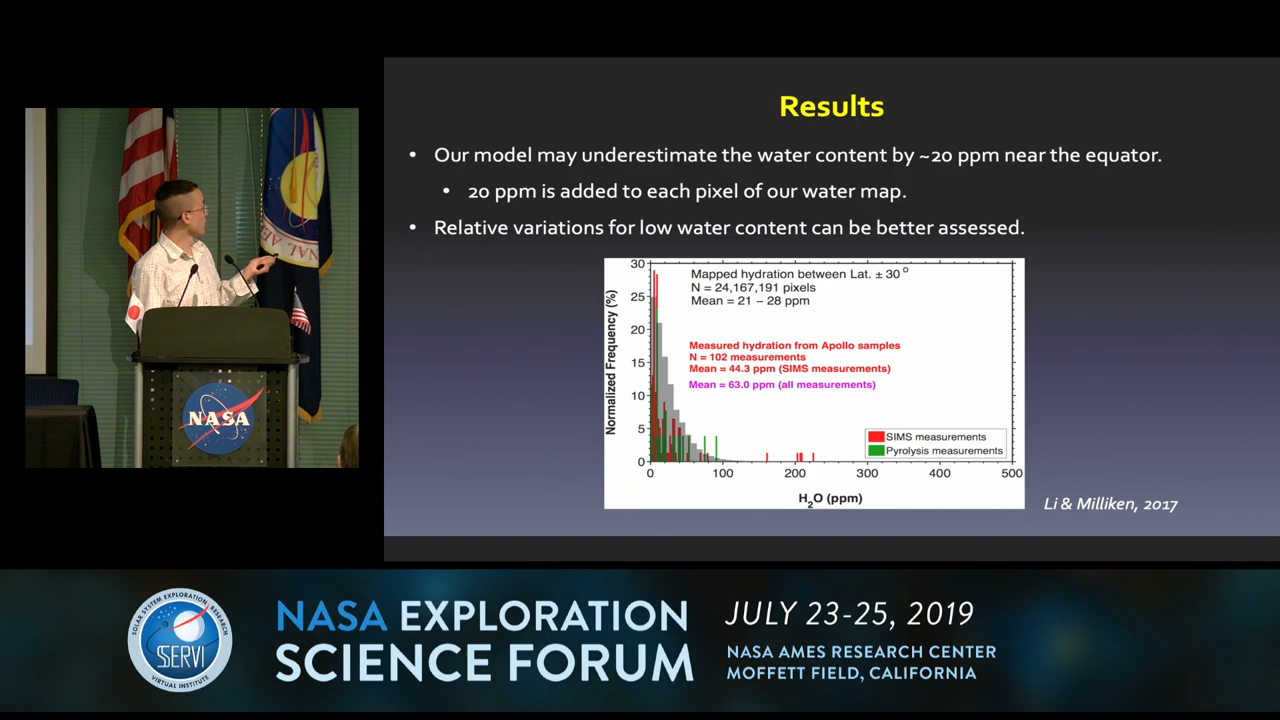 Results
• Our model may underestimate the water content by ~20 ppm near the equator.
• 20 ppm is added to each pixel of our water map.
• Relative variations for low water content can be better assessed.
Mapped hydration between Lat. ± 30 °
N = 24,167,191 pixels
Mean = 21 – 28 ppm
Measured hydration from Apollo samples
N = 102 measurements
Mean = 44.3 ppm (SIMS measurements)
Mean = 63.0 ppm (all measurements)
SIMS measurements
Pyrolysis measurements
Normalized Frequency (%)
30
25
20
15
10
5
0
0 100 200 300 400 500
H2O (ppm)
Li & Milliken, 2017
NASA
NAL AE
SOLAR SYSTEM EXPLORATION RESEARCH
SSERVI
VIRTUAL INSTITUTE
NASA EXPLORATION
SCIENCE FORUM
JULY 23-25, 2019
NASA AMES RESEARCH CENTER
MOFFETT FIELD, CALIFORNIA